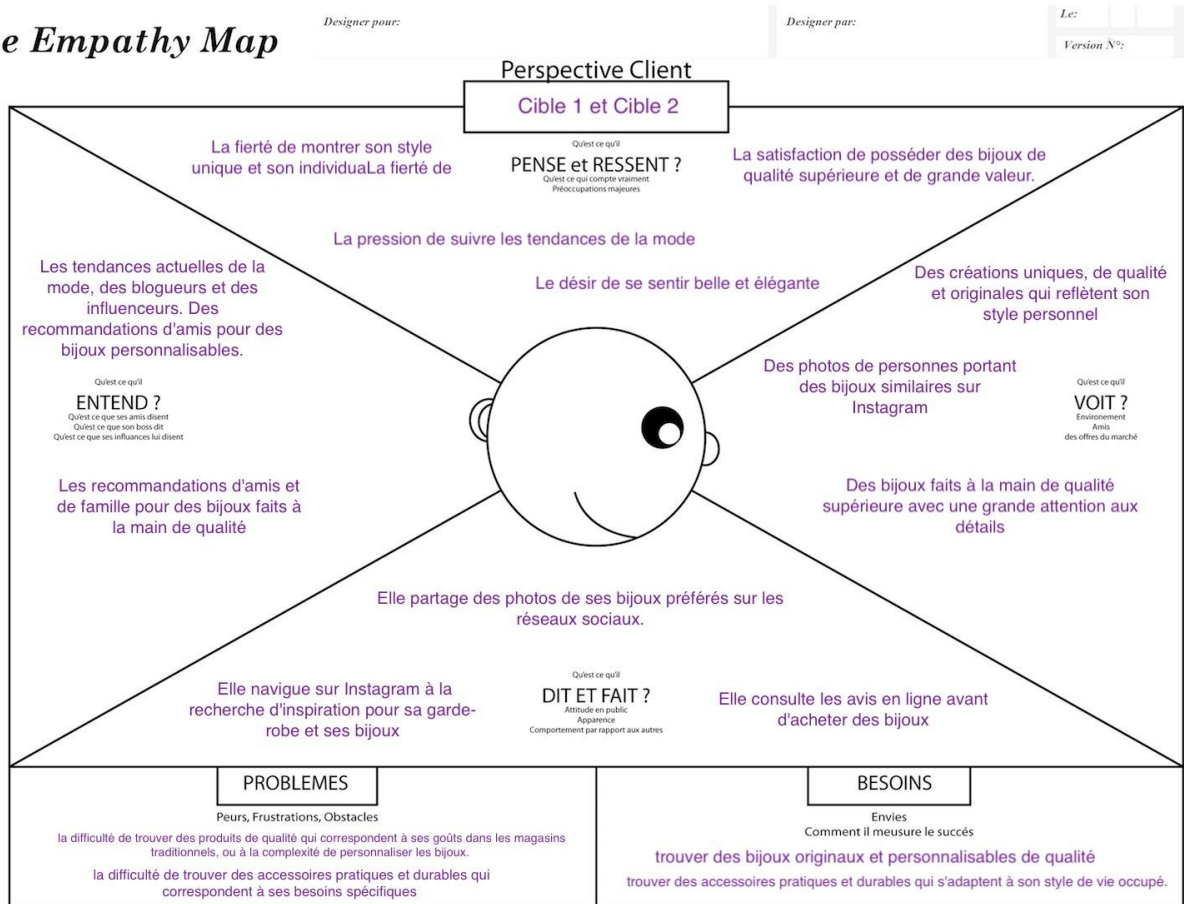 e Empathy Map
Designer pour:
Designer par:
Le:
Version N°:
Perspective Client
Cible 1 et Cible 2
La fierté de montrer son style
unique et son individuaLa fierté de
Qu'est ce qu'il
PENSE et RESSENT ?
Qu'est ce qui compte vraiment
Préoccupations majeures
La satisfaction de posséder des bijoux de
qualité supérieure et de grande valeur.
La pression de suivre les tendances de la mode
Le désir de se sentir belle et élégante
Les tendances actuelles de la
mode, des blogueurs et des
influenceurs. Des
recommandations d'amis pour des
bijoux personnalisables.
Qu'est ce qu'il
ENTEND ?
Qu'est ce que ses amis disent
Qu'est ce que son boss dit
Qu'est ce que ses influances lui disent
Les recommandations d'amis et
de famille pour des bijoux faits à
la main de qualité
Des créations uniques, de qualité
et originales qui reflètent son
style personnel
Des photos de personnes portant
des bijoux similaires sur
Instagram
Qu'est ce qu'il
VOIT ?
Environement
Amis
des offres du marché
Des bijoux faits à la main de qualité
supérieure avec une grande attention aux
détails
Elle partage des photos de ses bijoux préférés sur les
réseaux sociaux.
Elle navigue sur Instagram à la
recherche d'inspiration pour sa garde-
robe et ses bijoux
Qu'est ce qu'il
DIT ET FAIT ?
Attitude en public
Apparence
Comportement par rapport aux autres
Elle consulte les avis en ligne avant
d'acheter des bijoux
PROBLEMES
Peurs, Frustrations, Obstacles
la difficulté de trouver des produits de qualité qui correspondent à ses goûts dans les magasins
traditionnels, ou à la complexité de personnaliser les bijoux.
la difficulté de trouver des accessoires pratiques et durables qui
correspondent à ses besoins spécifiques
BESOINS
Envies
Comment il meusure le succés
trouver des bijoux originaux et personnalisables de qualité
trouver des accessoires pratiques et durables qui s'adaptent à son style de vie occupé.